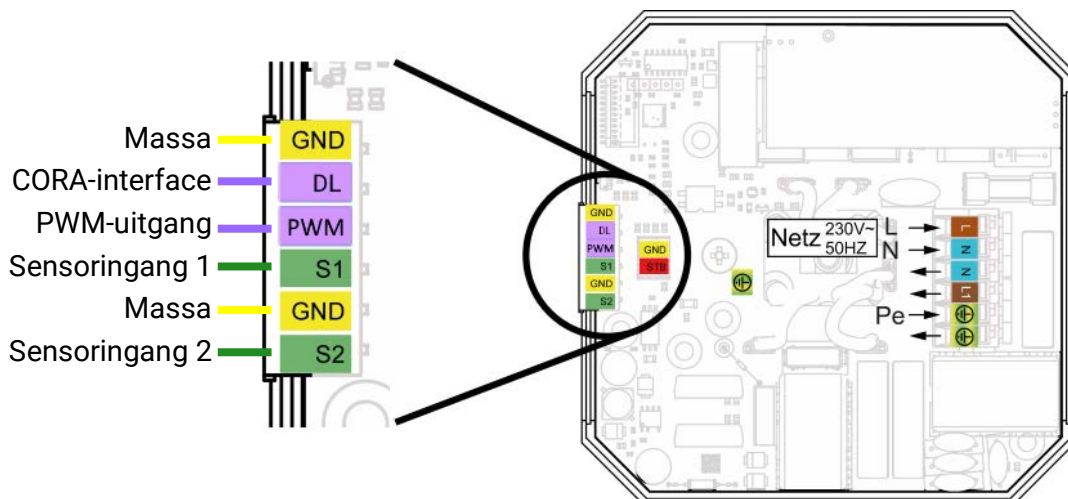 Massa GND
CORA-interface DL
PWM-uitgang PWM
Sensoringang 1 S1
Massa GND
Sensoringang 2 S2
GND
DL
PWM
S1
GND
S2
GND
STB
Netz 230V~
50HZ
L
N
Pe
L
N
N
L1